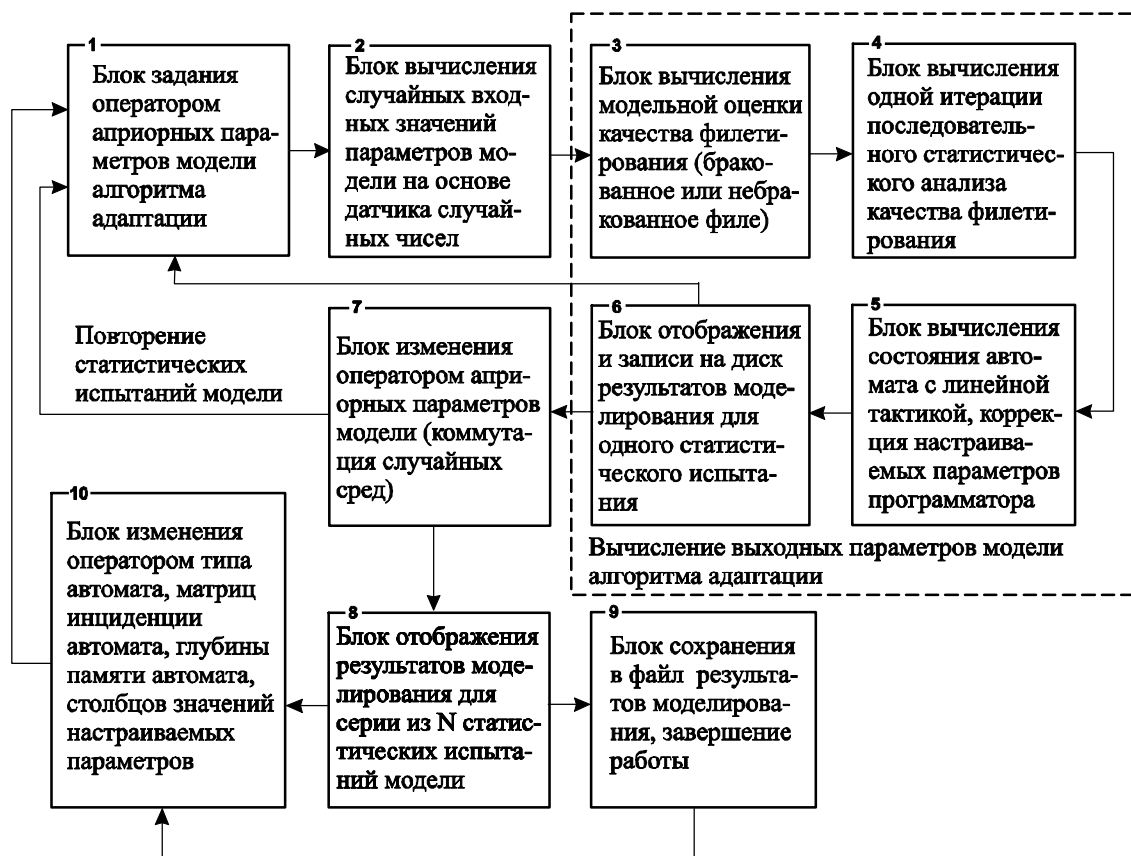 1
Блок задания
оператором
априорных пара-
метров модели
алгоритма
адаптации
2
Блок вычисления
случайных вход-
ных значений
параметров мо-
дели на основе
датчика случай-
ных чисел
3
Блок вычисления
модельной оценки
качества филети-
рования (брако-
ванное или небра-
кованное филе)
4
Блок вычисления
одной итерации
последователь-
ного статистичес-
кого анализа
качества филети-
рования
5
Блок вычисления
состояния авто-
мата с линейной
тактикой, коррек-
ция настраива-
емых параметров
программатора
6
Блок отображения
и записи на диск
результатов моде-
лирования для
одного статисти-
ческого испыта-
ния
Вычисление выходных параметров модели
алгоритма адаптации
7
Блок изменения
оператором апри-
орных параметров
модели (коммута-
ция случайных
сред)
Повторение
статистических
испытаний модели
8
Блок отображения
результатов моде-
лирования для
серии из N статис-
тических испыта-
ний модели
9
Блок сохранения
в файл результа-
тов моделирова-
ния, завершение
работы
10
Блок изменения
оператором типа
автомата, матриц
инциденции
автомата, глубины
памяти автомата,
столбцов значений
настраиваемых
параметров